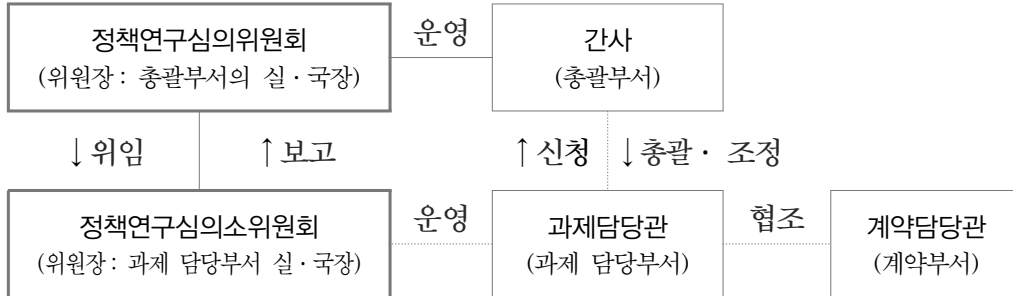 정책연구심의위원회
(위원장 : 총괄부서의 실·국장)
운영
간사
(총괄부서)
↓위임
↑보고
↑신청
↓총괄· 조정
정책연구심의소위원회
(위원장 : 과제 담당부서 실·국장)
운영
과제담당관
(과제 담당부서)
협조
계약담당관
(계약부서)